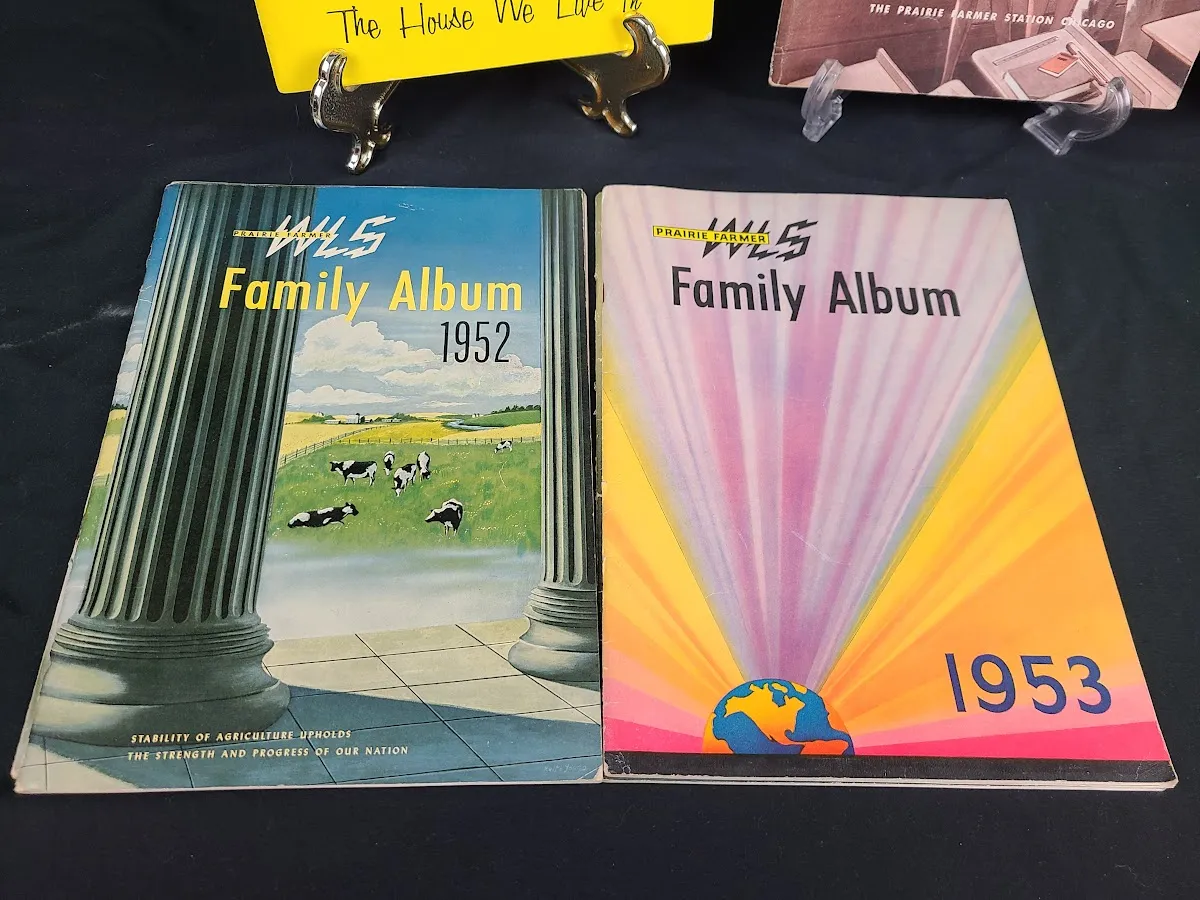 The House We Live In
THE PRAIRIE FARMER STATION CHICAGO
PRAIRIE FARMER WLS
Family Album
1952
STABILITY OF AGRICULTURE UPHOLDS
THE STRENGTH AND PROGRESS OF OUR NATION
PRAIRIE FARMER WLS
Family Album
1953